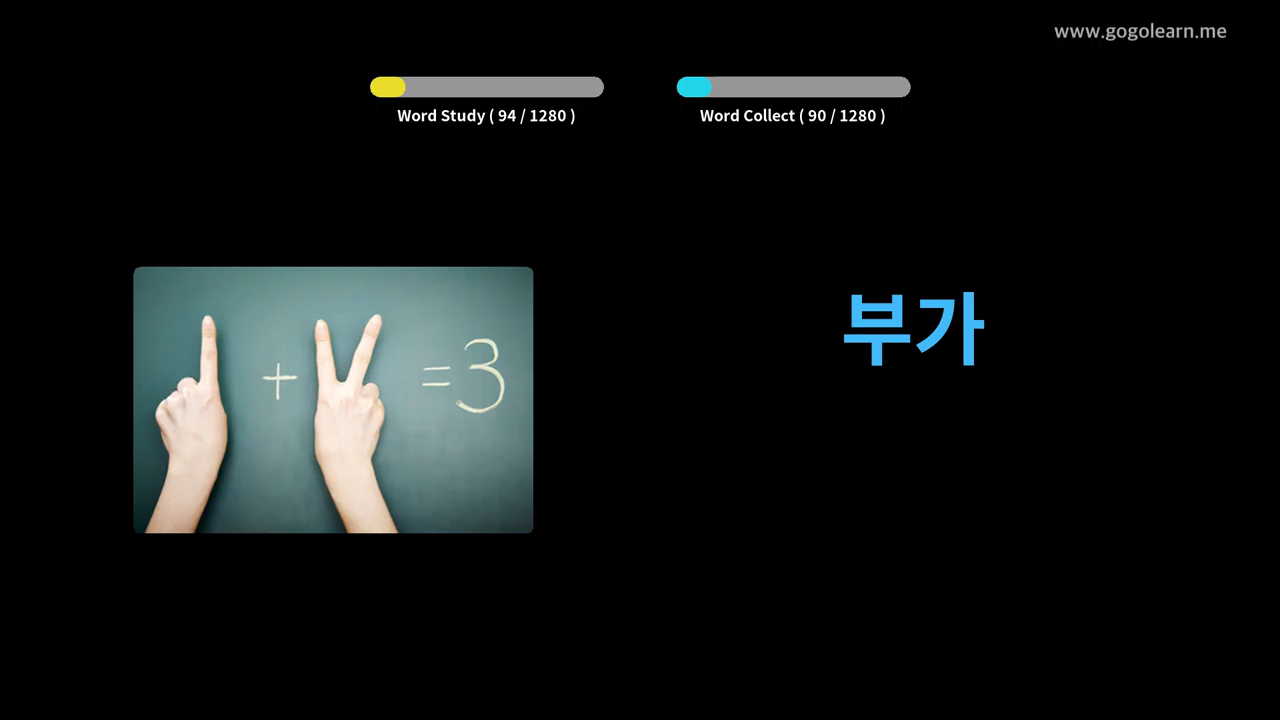 www.gogolearn.me
Word Study ( 94 / 1280 )
Word Collect ( 90 / 1280 )
+ =3
부가